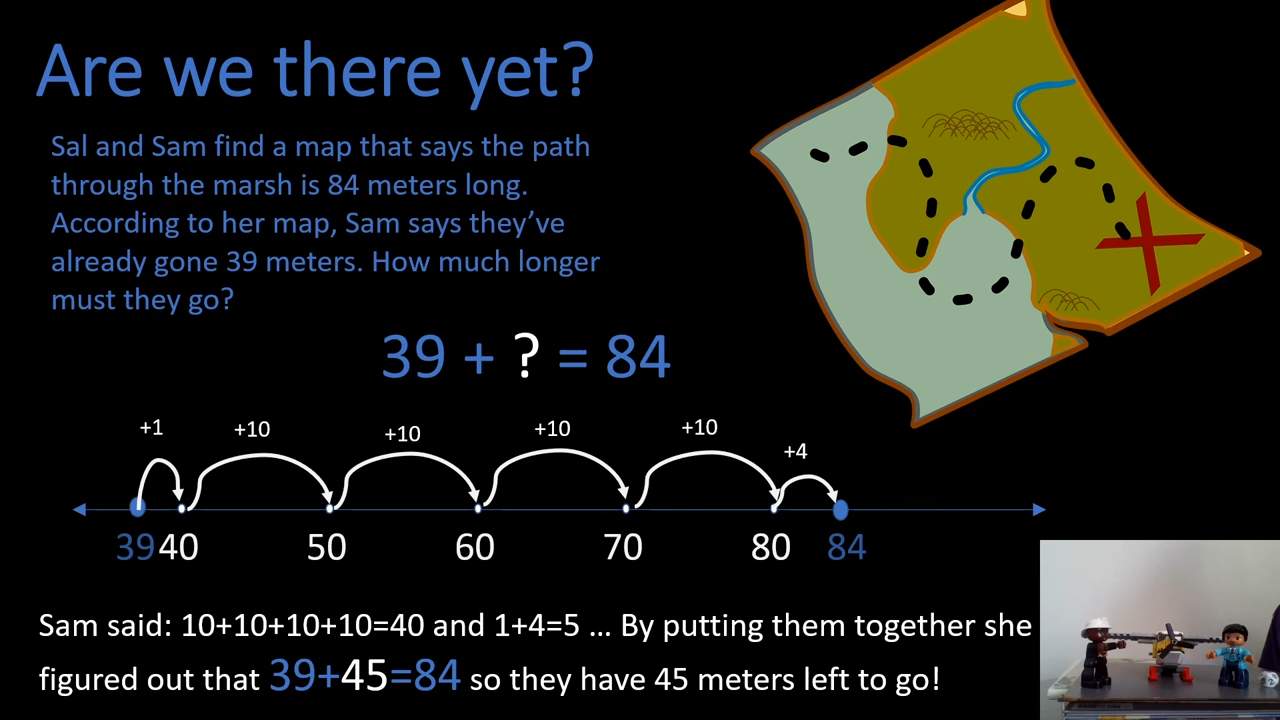 Are we there yet?
Sal and Sam find a map that says the path
through the marsh is 84 meters long.
According to her map, Sam says they’ve
already gone 39 meters. How much longer
must they go?
39 + ? = 84
+1 +10 +10 +10 +10 +4
39 40 50 60 70 80 84
Sam said: 10+10+10+10=40 and 1+4=5 … By putting them together she
figured out that 39+45=84 so they have 45 meters left to go!